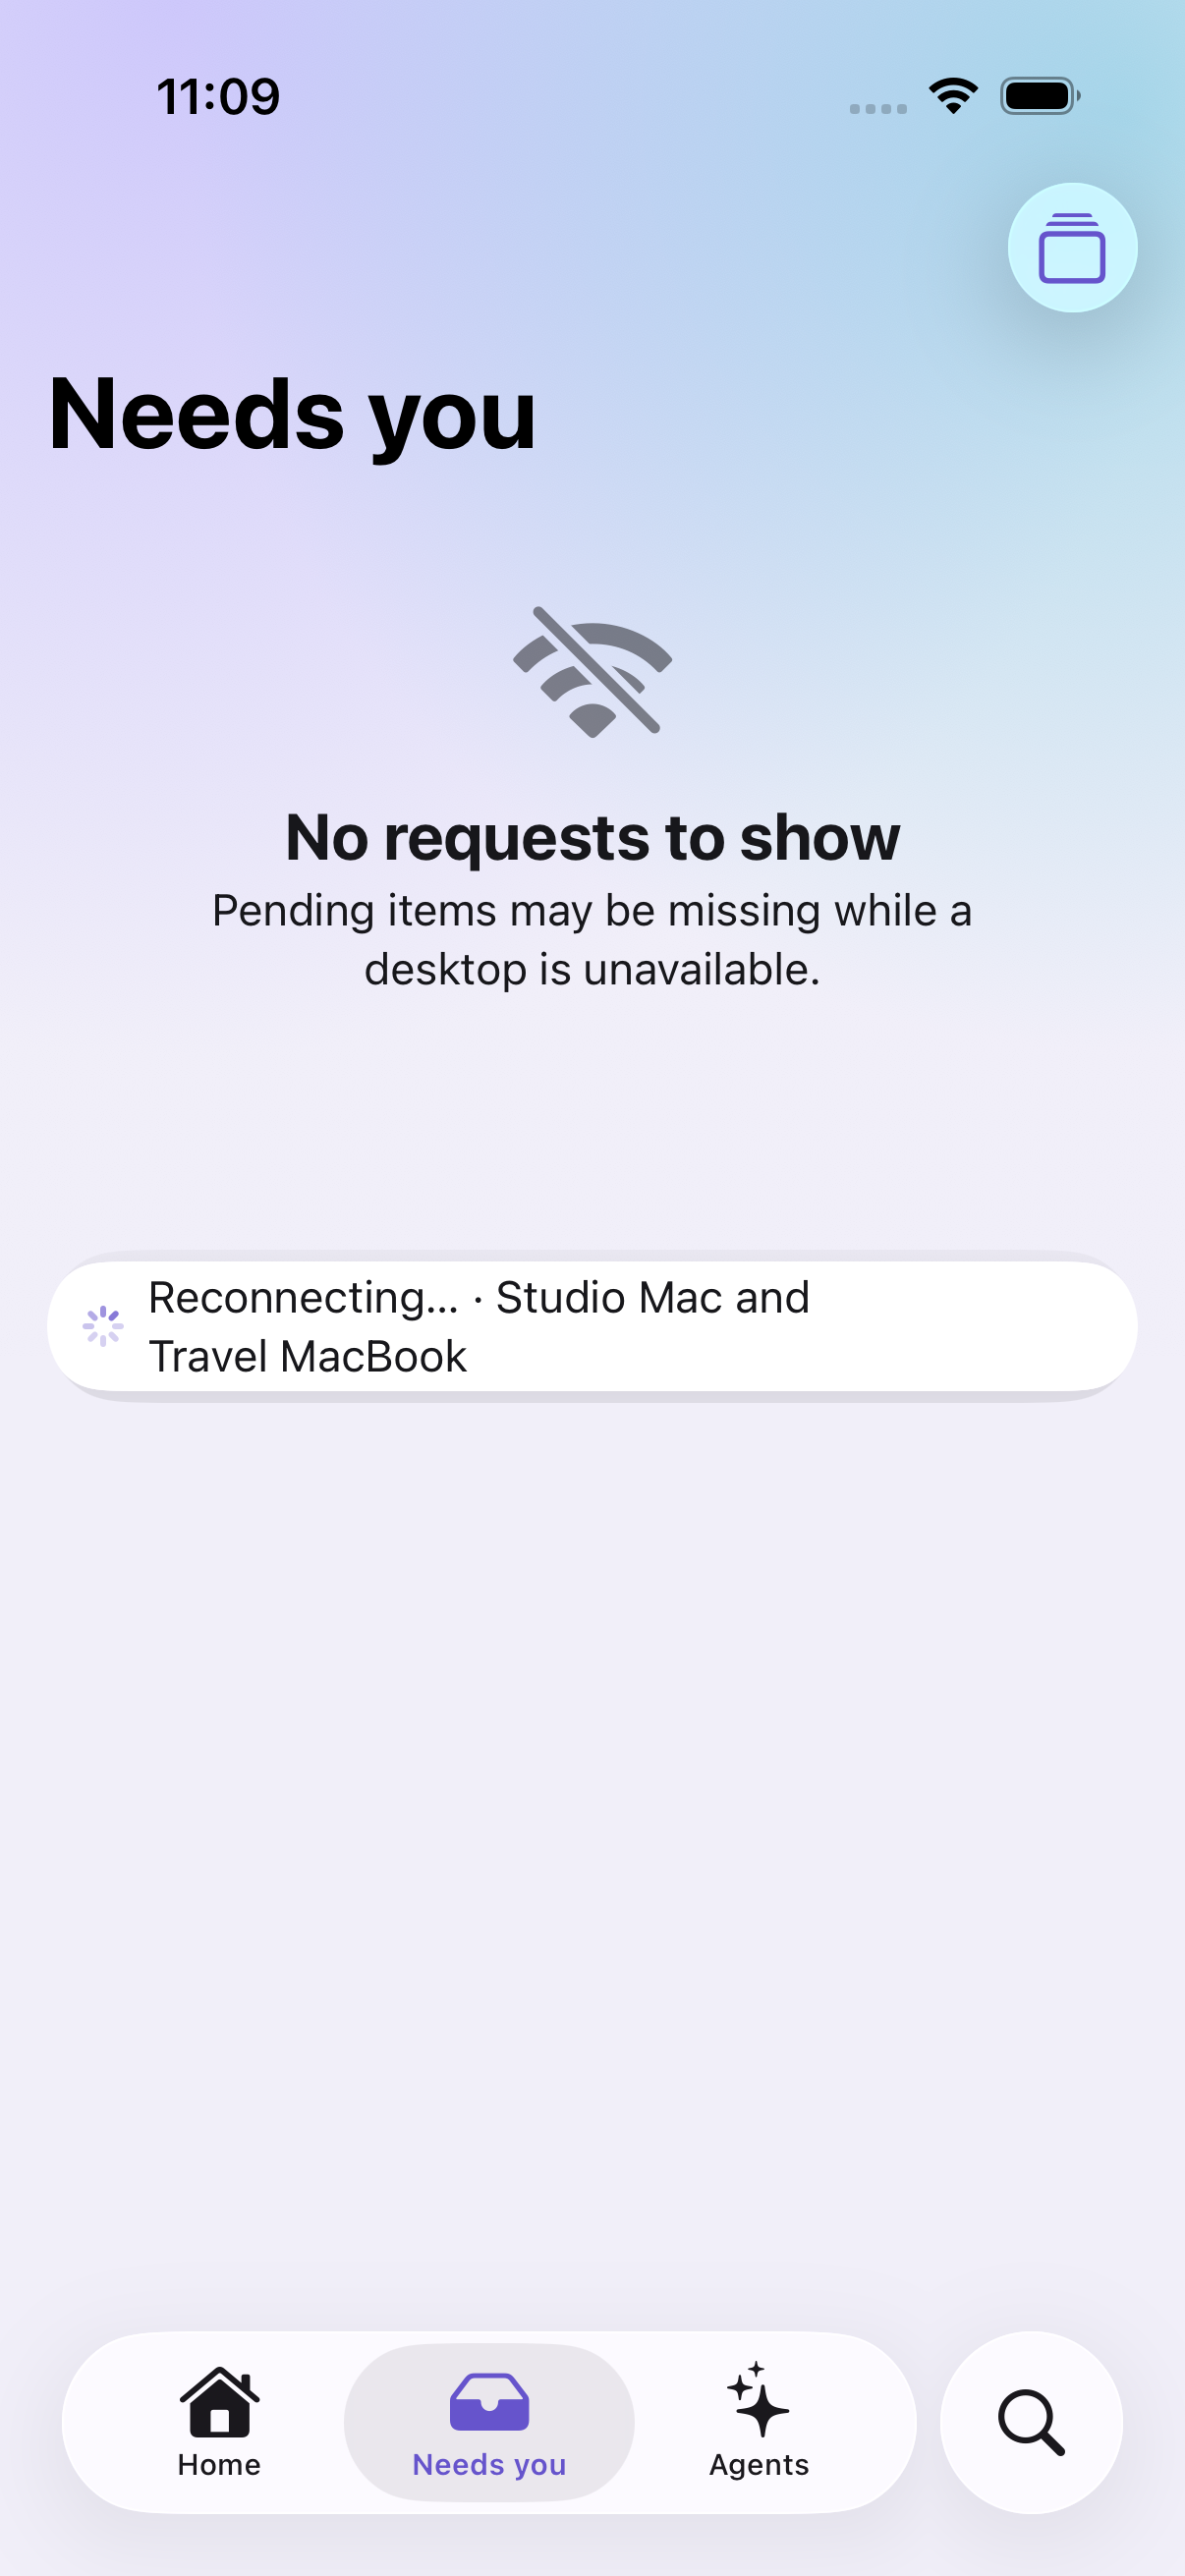 11:09
Needs you
No requests to show
Pending items may be missing while a
desktop is unavailable.
Reconnecting... · Studio Mac and
Travel MacBook
Home
Needs you
Agents